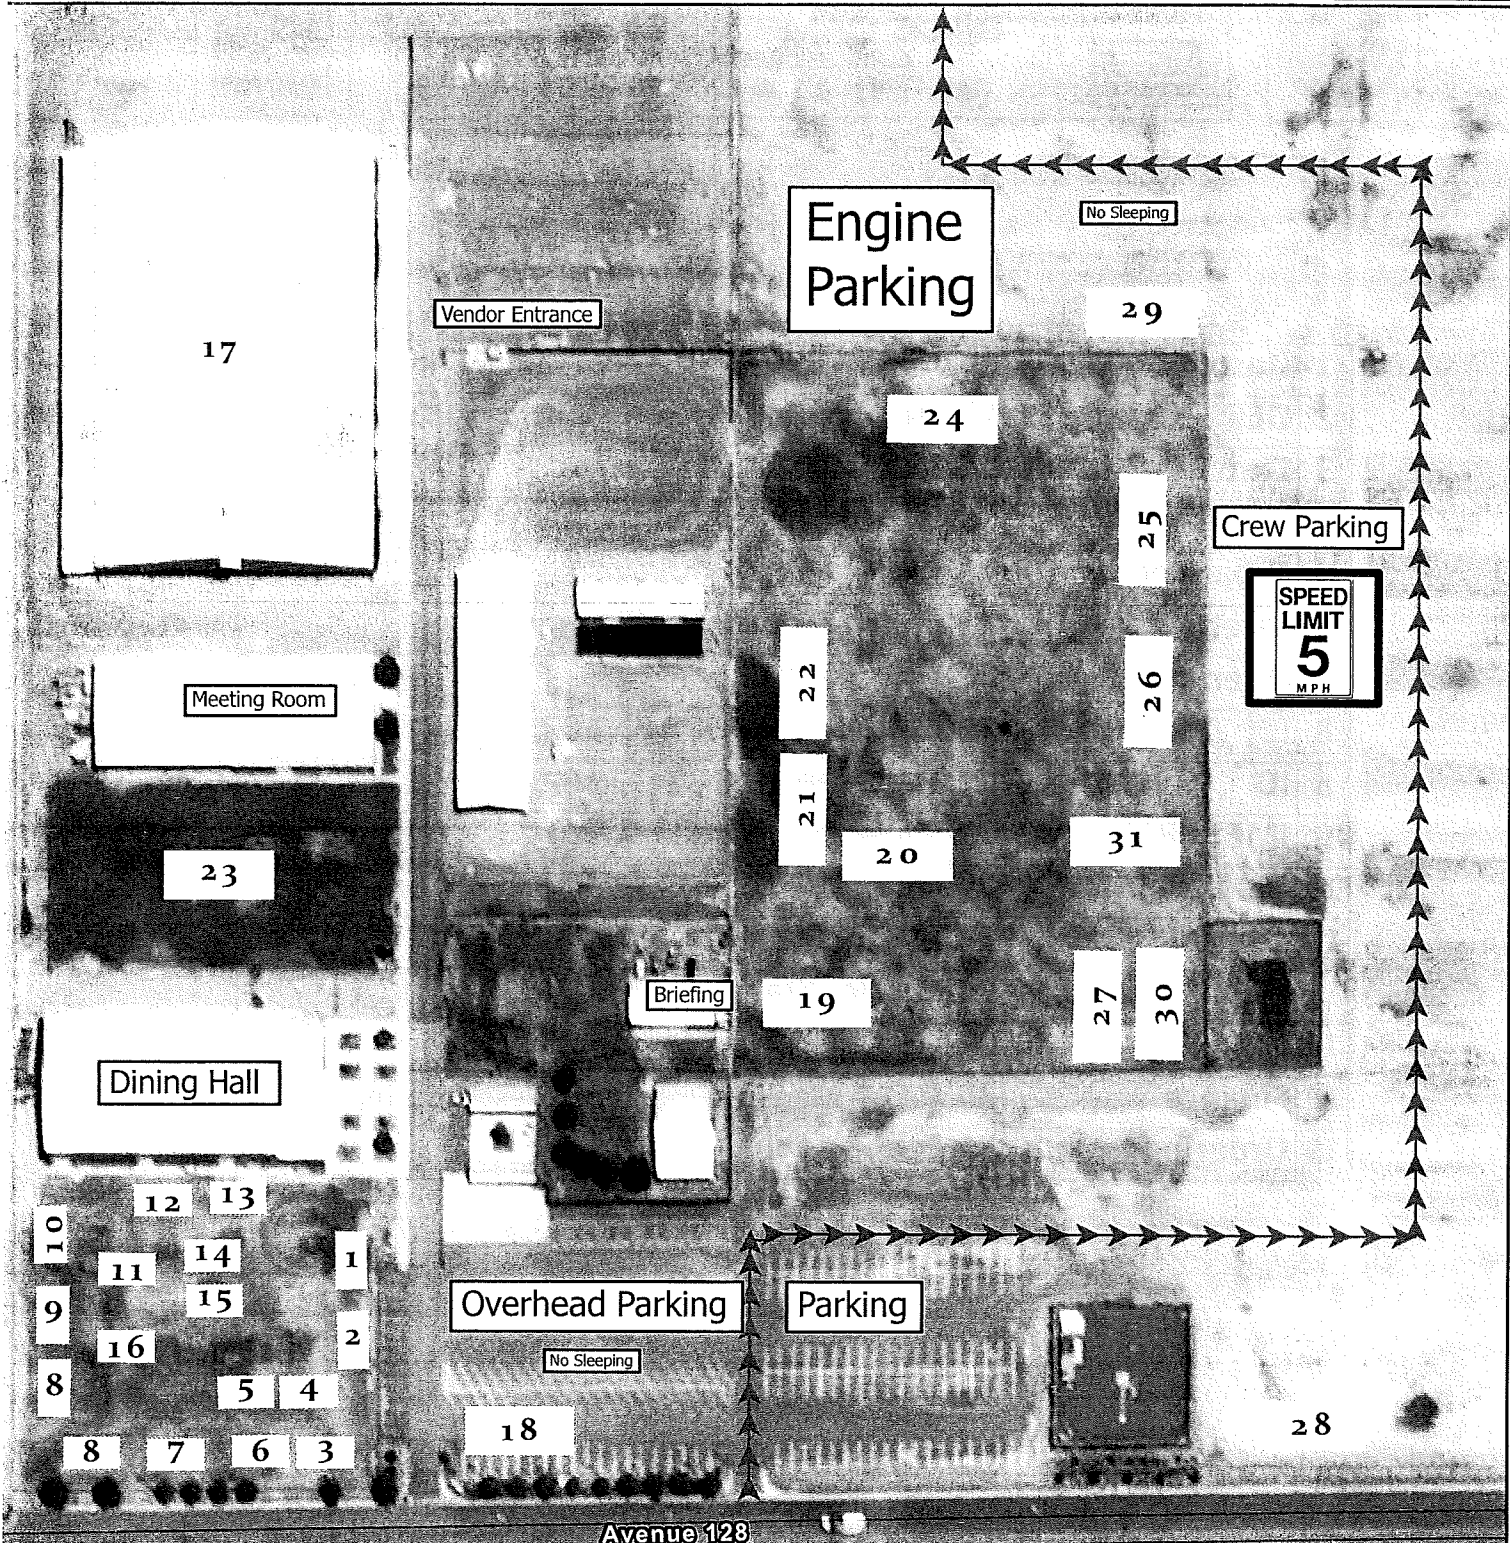 Engine
Parking
No Sleeping
29
Vendor Entrance
17
24
25
Crew Parking
SPEED
LIMIT
5
MPH
22
26
Meeting Room
21
20
31
23
Briefing
19
27
30
Dining Hall
12
13
10
14
1
11
15
9
Overhead Parking
Parking
2
16
No Sleeping
8
5
4
18
28
8
7
6
3
Avenue 128